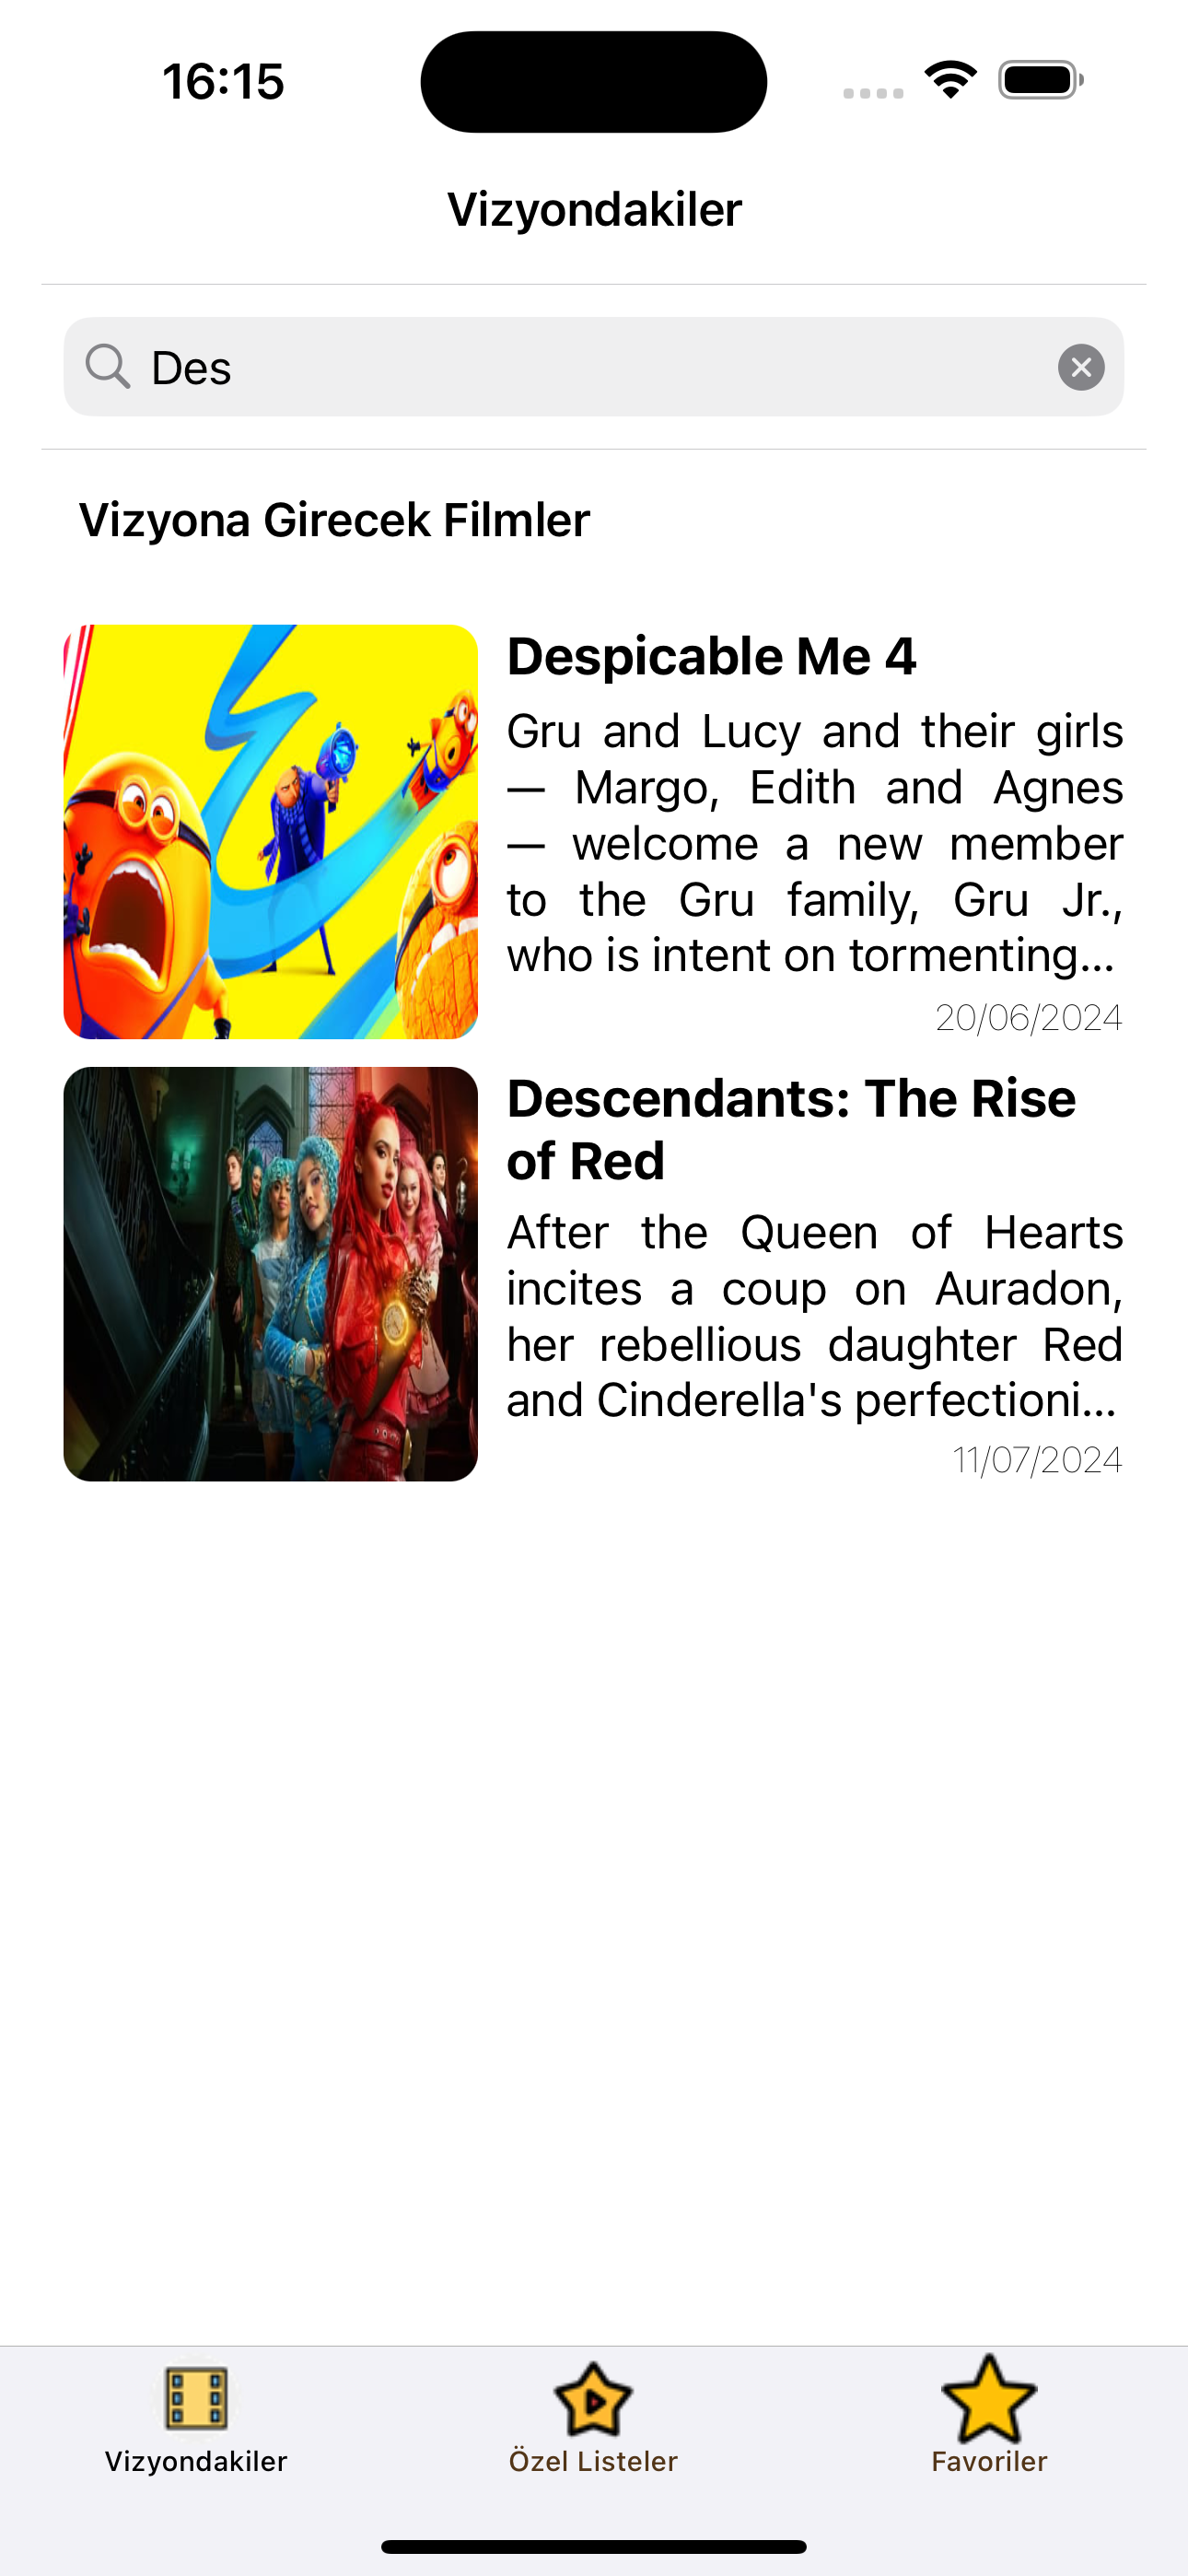 16:15
Vizyondakiler
Des
Vizyona Girecek Filmler
Despicable Me 4
Gru and Lucy and their girls
— Margo, Edith and Agnes
— welcome a new member
to the Gru family, Gru Jr.,
who is intent on tormenting...
20/06/2024
Descendants: The Rise
of Red
After the Queen of Hearts
incites a coup on Auradon,
her rebellious daughter Red
and Cinderella's perfectioni...
11/07/2024
Vizyondakiler
Özel Listeler
Favoriler